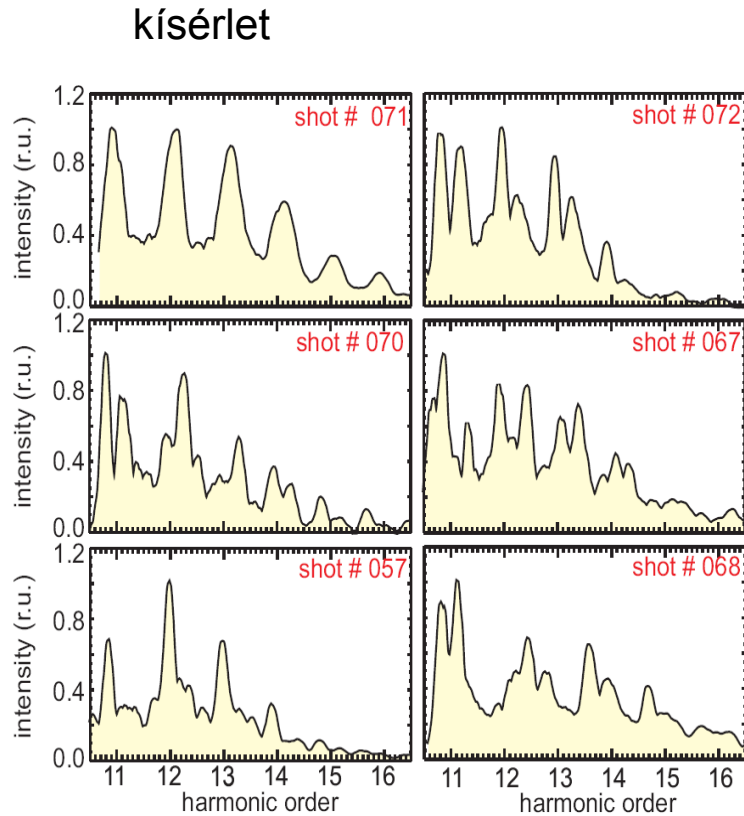 kísérlet
shot # 071
shot # 072
intensity (r.u.)
1.2
0.8
0.4
0.0
shot # 070
shot # 067
intensity (r.u.)
1.2
0.8
0.4
0.0
shot # 057
shot # 068
intensity (r.u.)
1.2
0.8
0.4
0.0
11 12 13 14 15 16
11 12 13 14 15 16
harmonic order
harmonic order